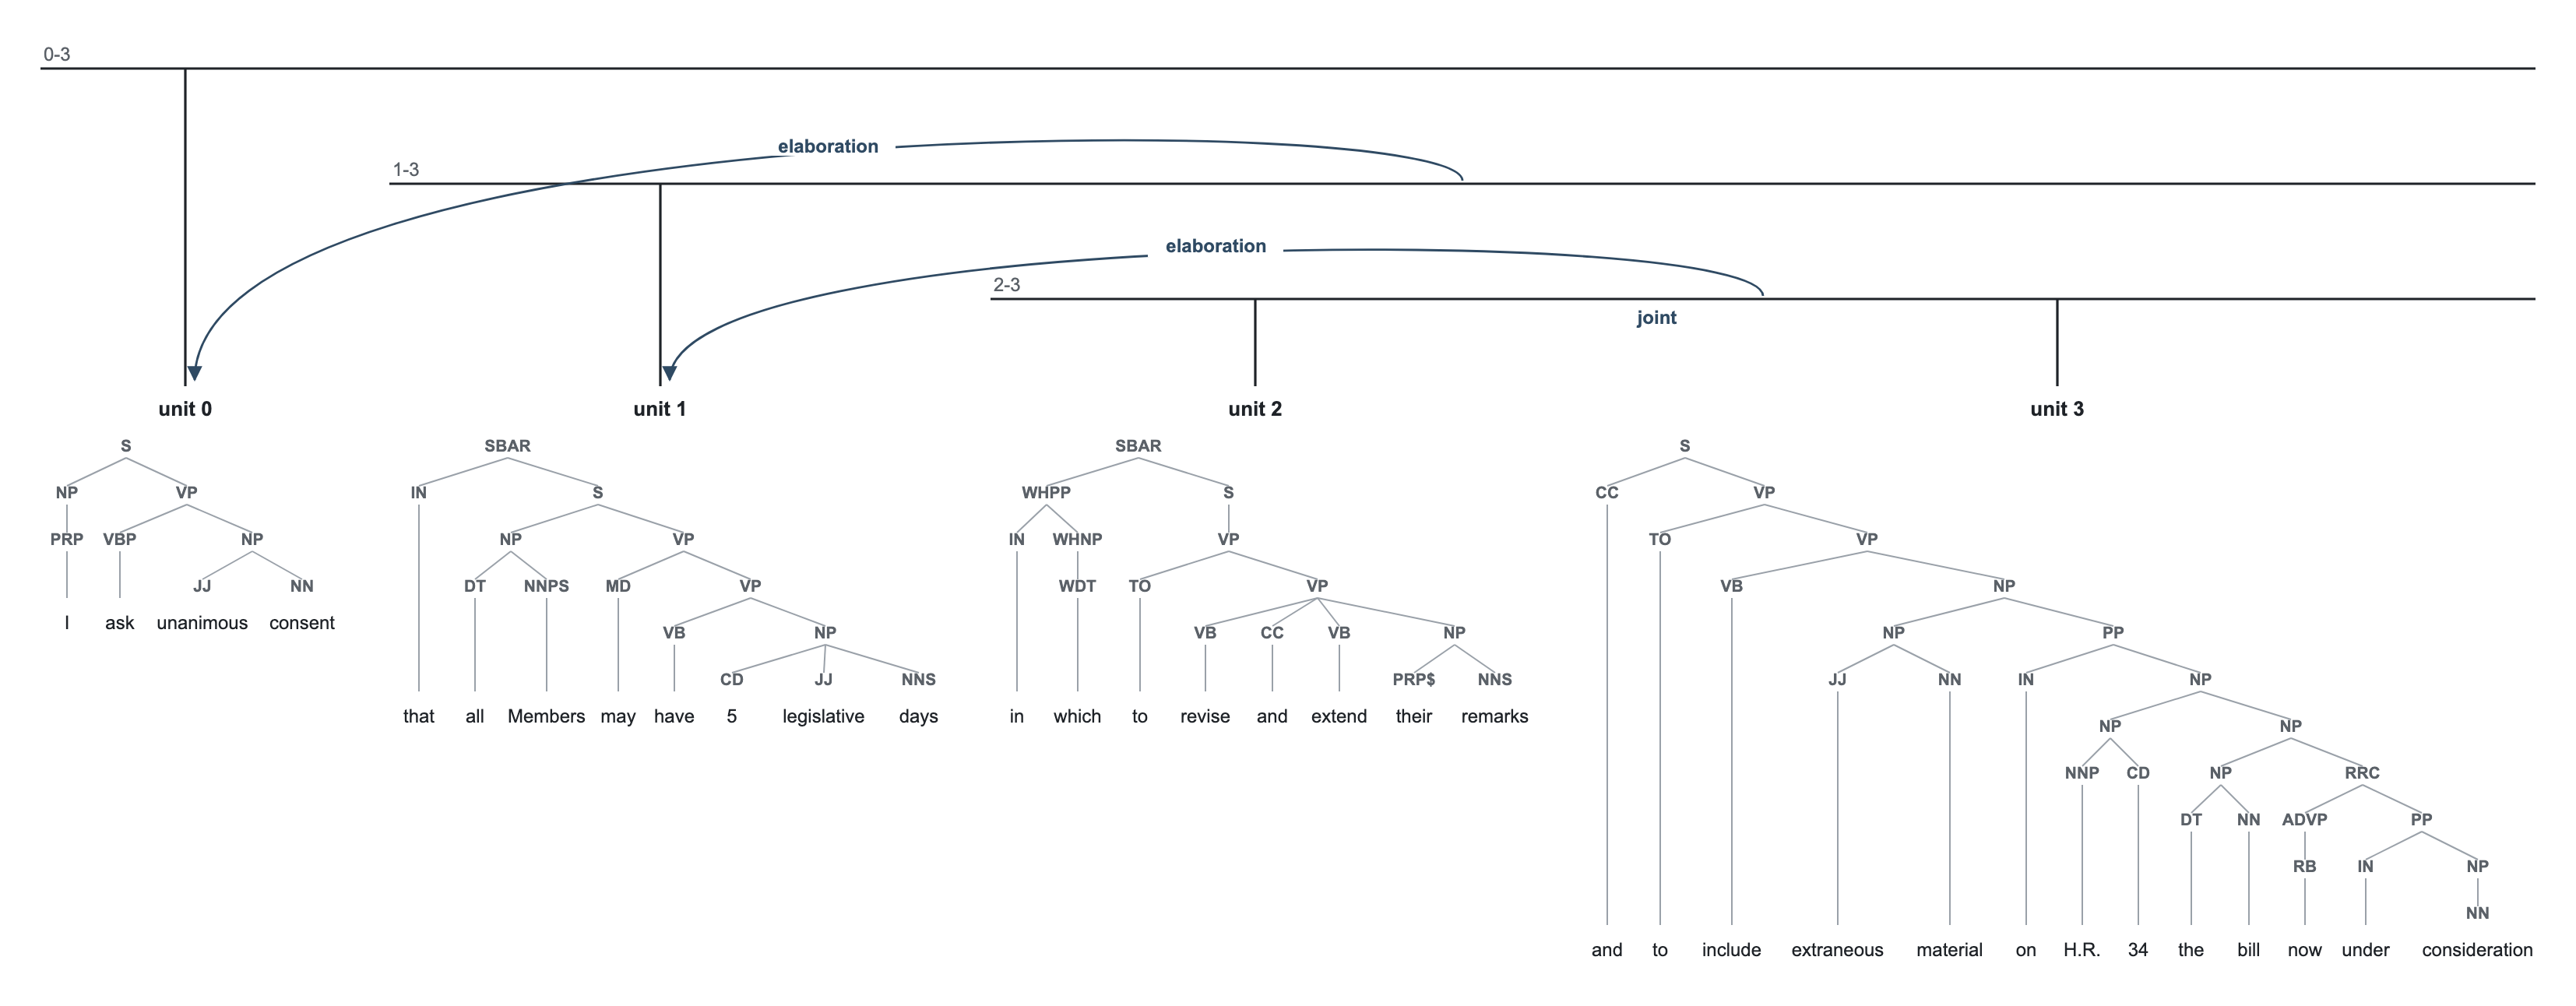 0-3
elaboration
1-3
elaboration
2-3
joint
unit 0 unit 1 unit 2 unit 3
S SBAR SBAR S
NP VP IN S WHPP S CC VP
PRP VBP NP NP VP IN WHNP VP TO VP
JJ NN DT NNPS MD VP WDT TO VP VB NP
I ask unanimous consent
VB NP VB CC VB NP NP PP
CD JJ NNS PRP$ NNS JJ NN IN NP
that all Members may have 5 legislative days in which to revise and extend their remarks
NP NP
NNP CD NP RRC
DT NN ADVP PP
RB IN NP
NN
and to include extraneous material on H.R. 34 the bill now under consideration